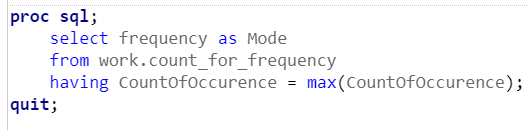 proc sql;
select frequency as Mode
from work.count_for_frequency
having CountOfOccurence = max(CountOfOccurence);
quit;